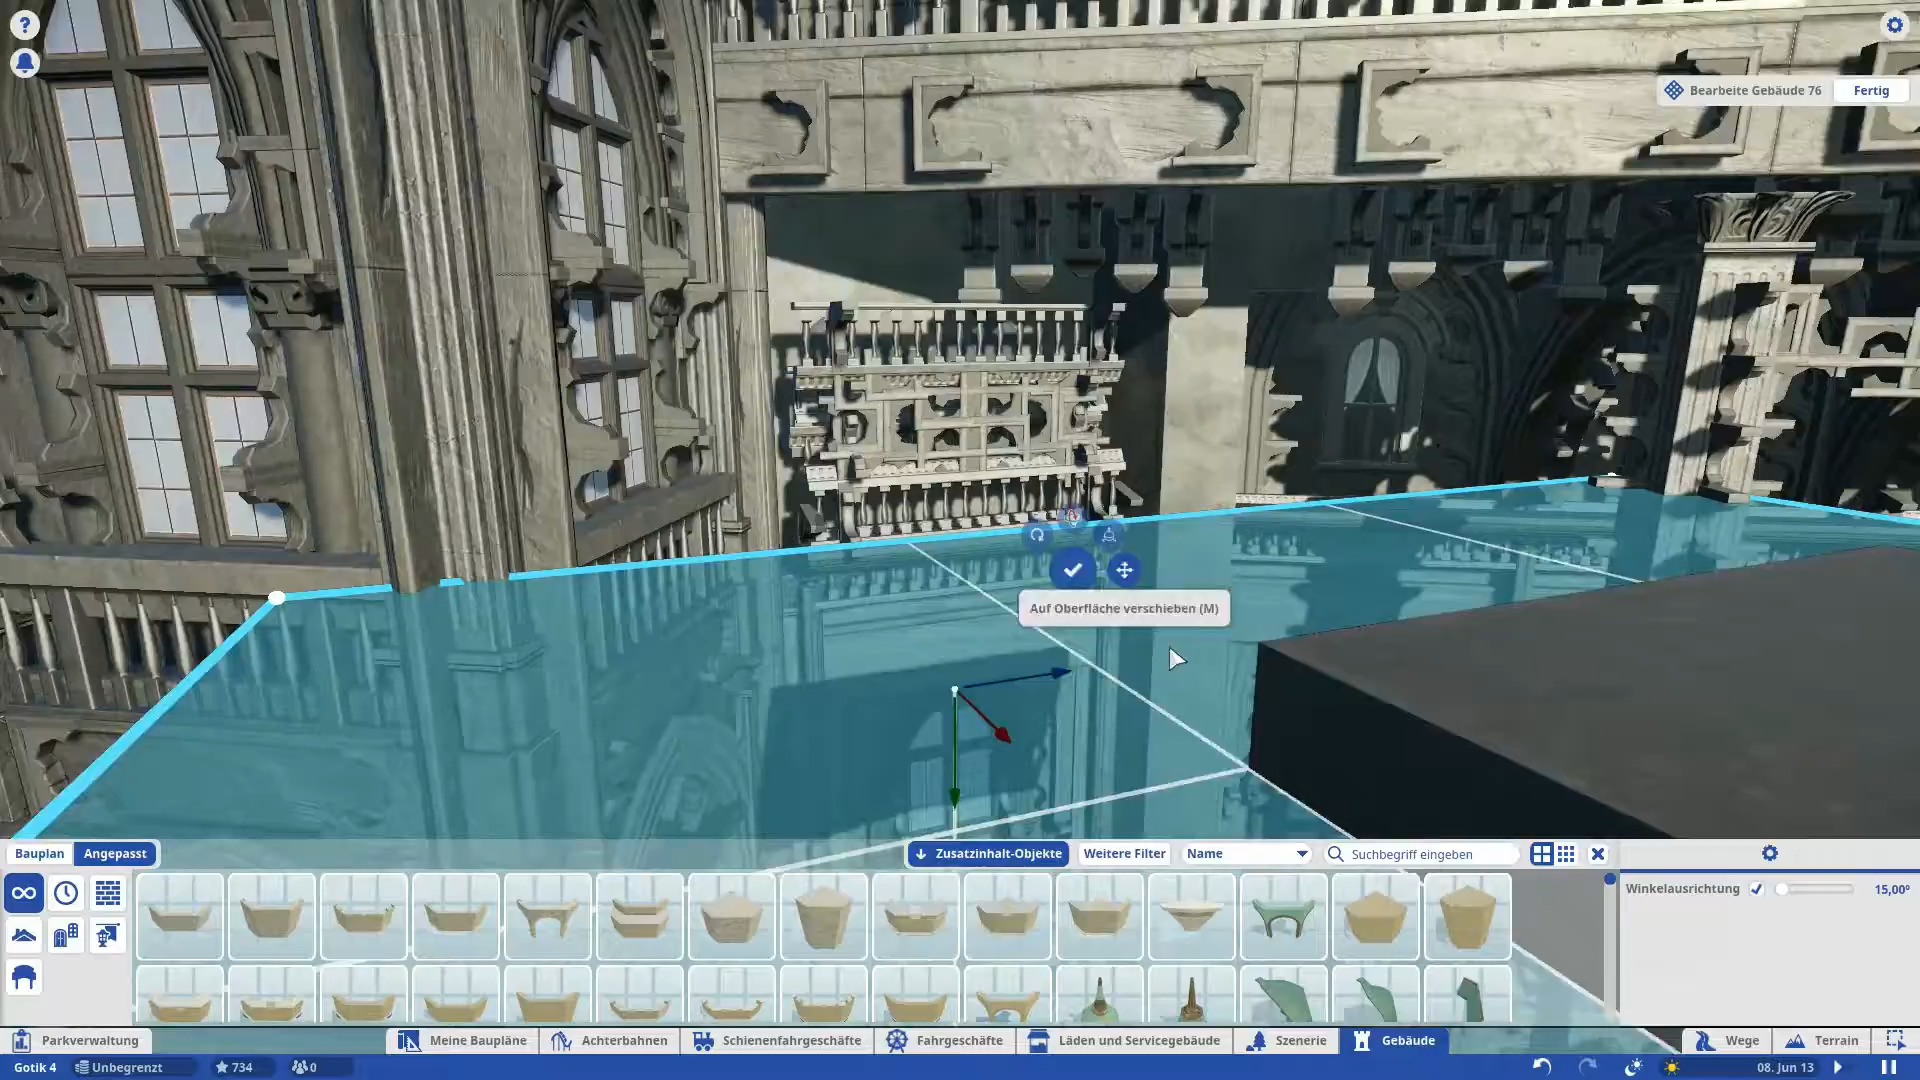 ?
Bearbeite Gebäude 76
Fertig
Auf Oberfläche verschieben (M)
Bauplan
Angepasst
Zusatzinhalt-Objekte
Weitere Filter
Name
Suchbegriff eingeben
Winkelausrichtung
15,00°
Parkverwaltung
Meine Baupläne
Achterbahnen
Schienenfahrgeschäfte
Fahrgeschäfte
Läden und Servicegebäude
Szenerie
Gebäude
Wege
Terrain
Gotik 4
Unbegrenzt
734
0
08. Jun 13